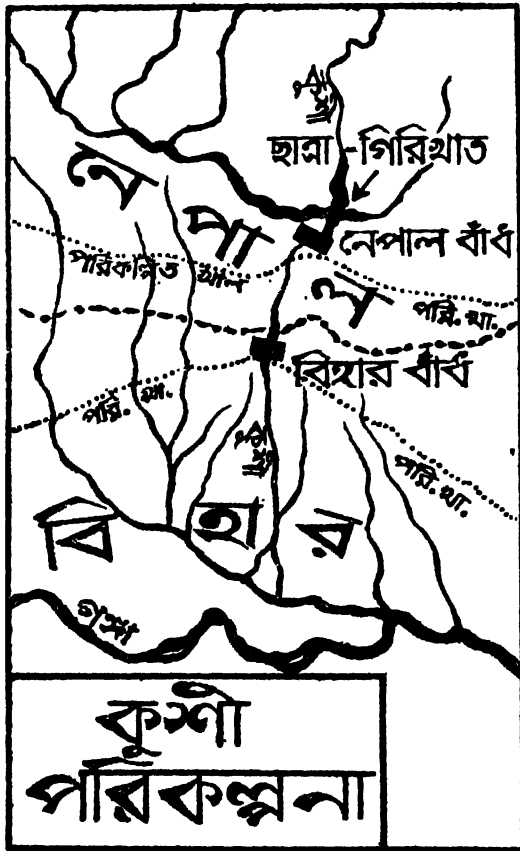 কুশী
ছাত্রা-গিরিখাত
নেপাল
নেপাল বাঁধ
পরিকল্পিত খাল
পরি. খা.
বিহার বাঁধ
পরি. খা.
কুশী
পরি. খা.
বিহার
গঙ্গা
কুশী
পরিকল্পনা